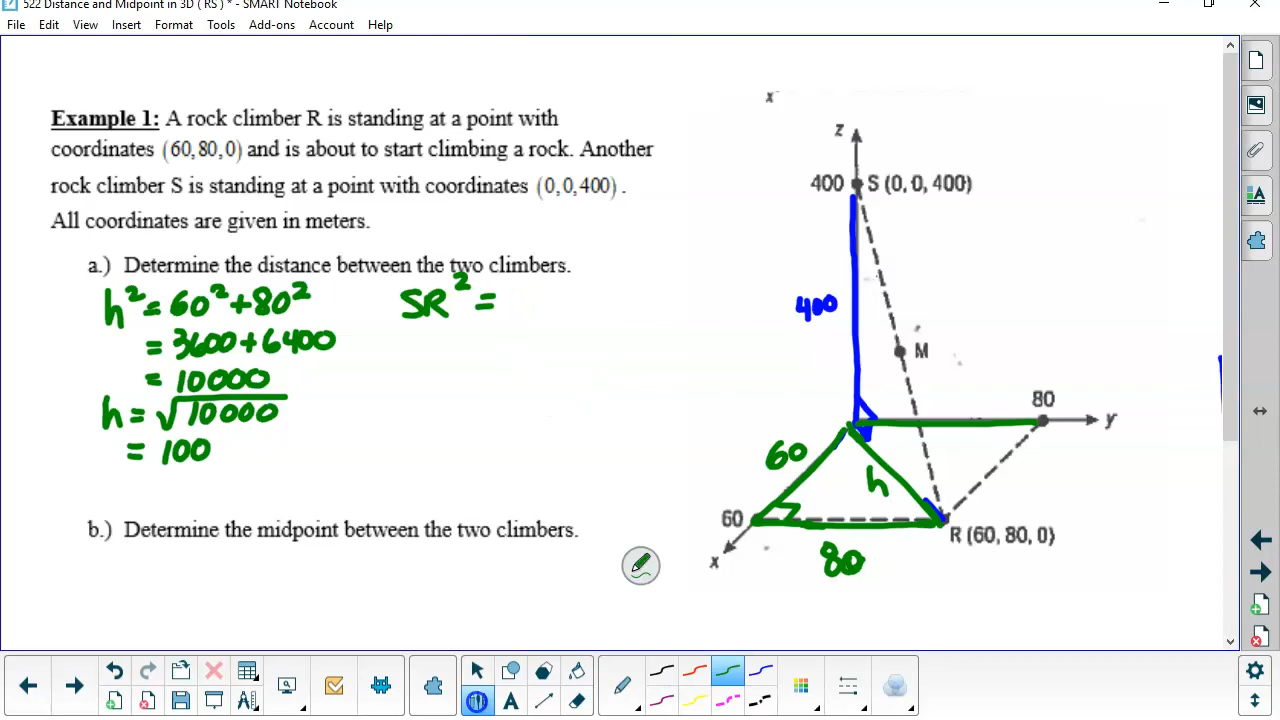 522 Distance and Midpoint in 3D ( RS ) * - SMART Notebook
File Edit View Insert Format Tools Add-ons Account Help
Example 1: A rock climber R is standing at a point with
coordinates (60,80,0) and is about to start climbing a rock. Another
rock climber S is standing at a point with coordinates (0,0,400).
All coordinates are given in meters.
a.) Determine the distance between the two climbers.
h² = 60² + 80²
= 3600 + 6400
= 10000
h = √10000
= 100
SR² =
b.) Determine the midpoint between the two climbers.
x
z
400 S (0, 0, 400)
400
M
80
y
60
h
60
R (60, 80, 0)
x
80